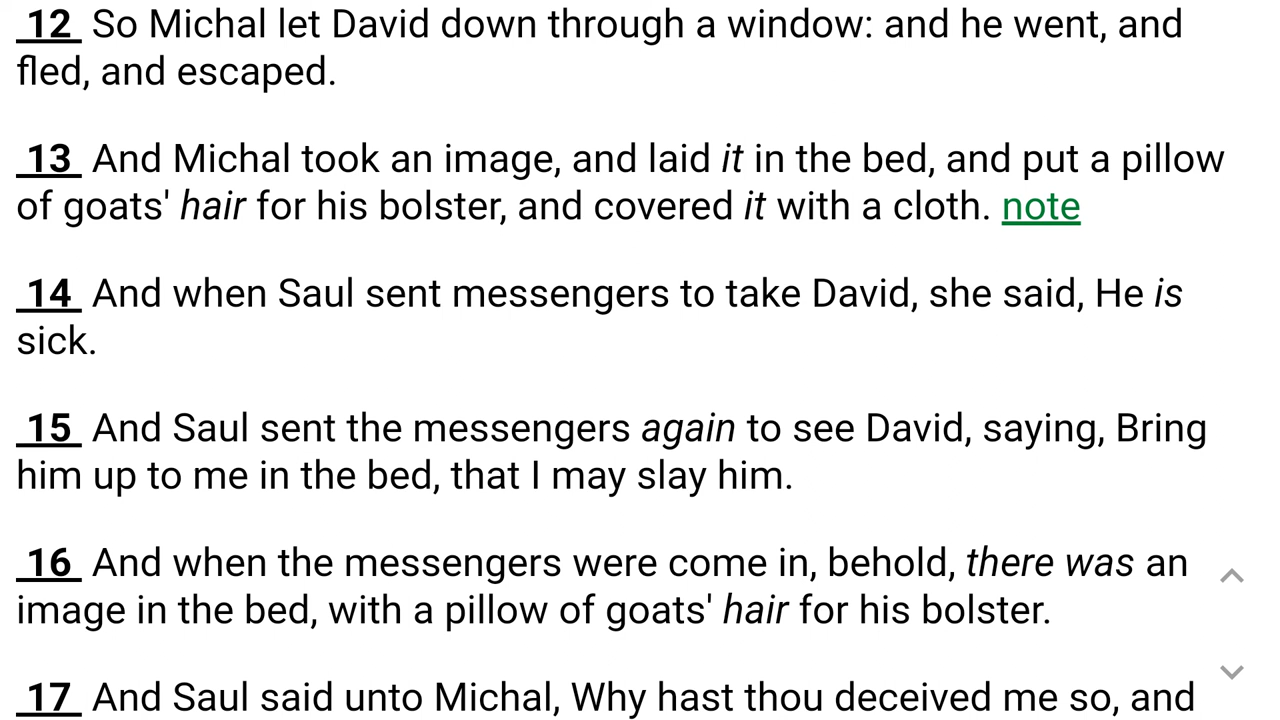 12 So Michal let David down through a window: and he went, and
fled, and escaped.
13 And Michal took an image, and laid it in the bed, and put a pillow
of goats' hair for his bolster, and covered it with a cloth. note
14 And when Saul sent messengers to take David, she said, He is
sick.
15 And Saul sent the messengers again to see David, saying, Bring
him up to me in the bed, that I may slay him.
16 And when the messengers were come in, behold, there was an
image in the bed, with a pillow of goats' hair for his bolster.
17 And Saul said unto Michal, Why hast thou deceived me so, and